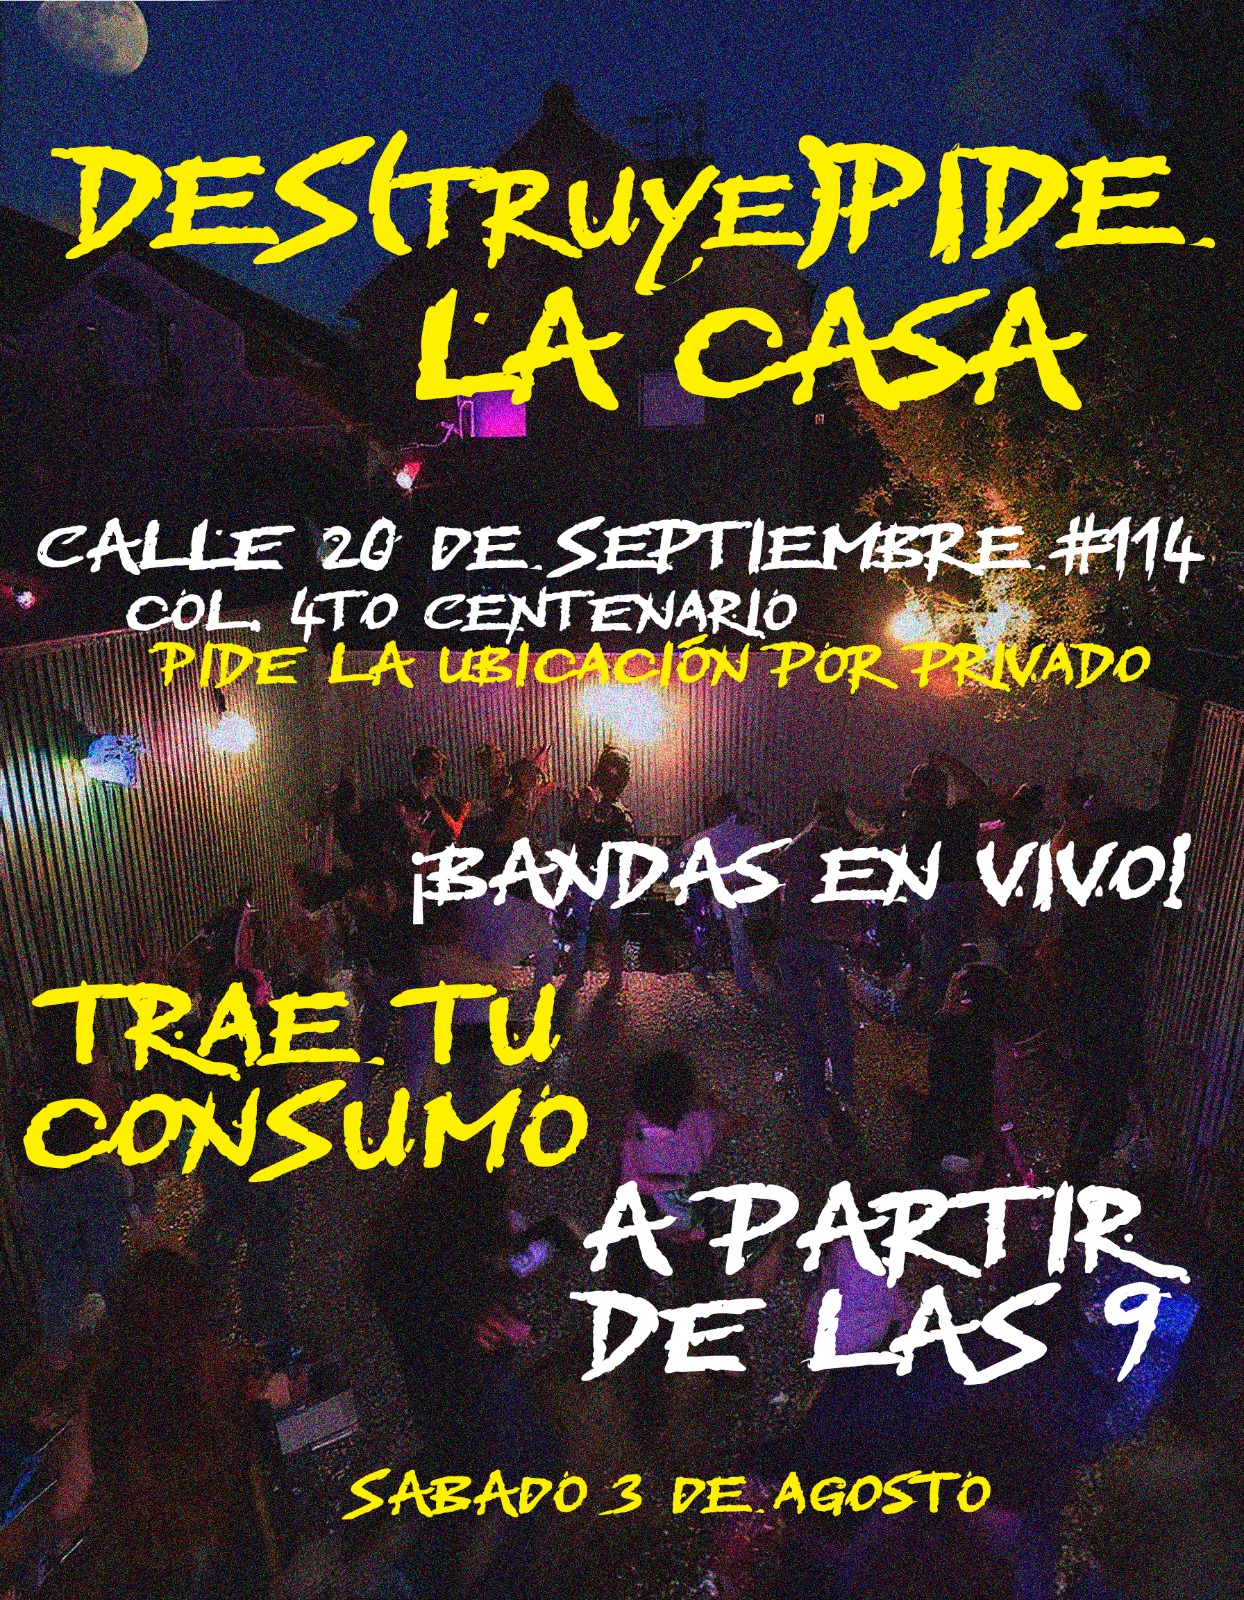 DES(TRUYE)PIDE
LA CASA
CALLE 20 DE SEPTIEMBRE #114
COL. 4TO CENTENARIO
PIDE LA UBICACIÓN POR PRIVADO
¡BANDAS EN VIVO!
TRAE TU
CONSUMO
A PARTIR
DE LAS 9
SABADO 3 DE AGOSTO